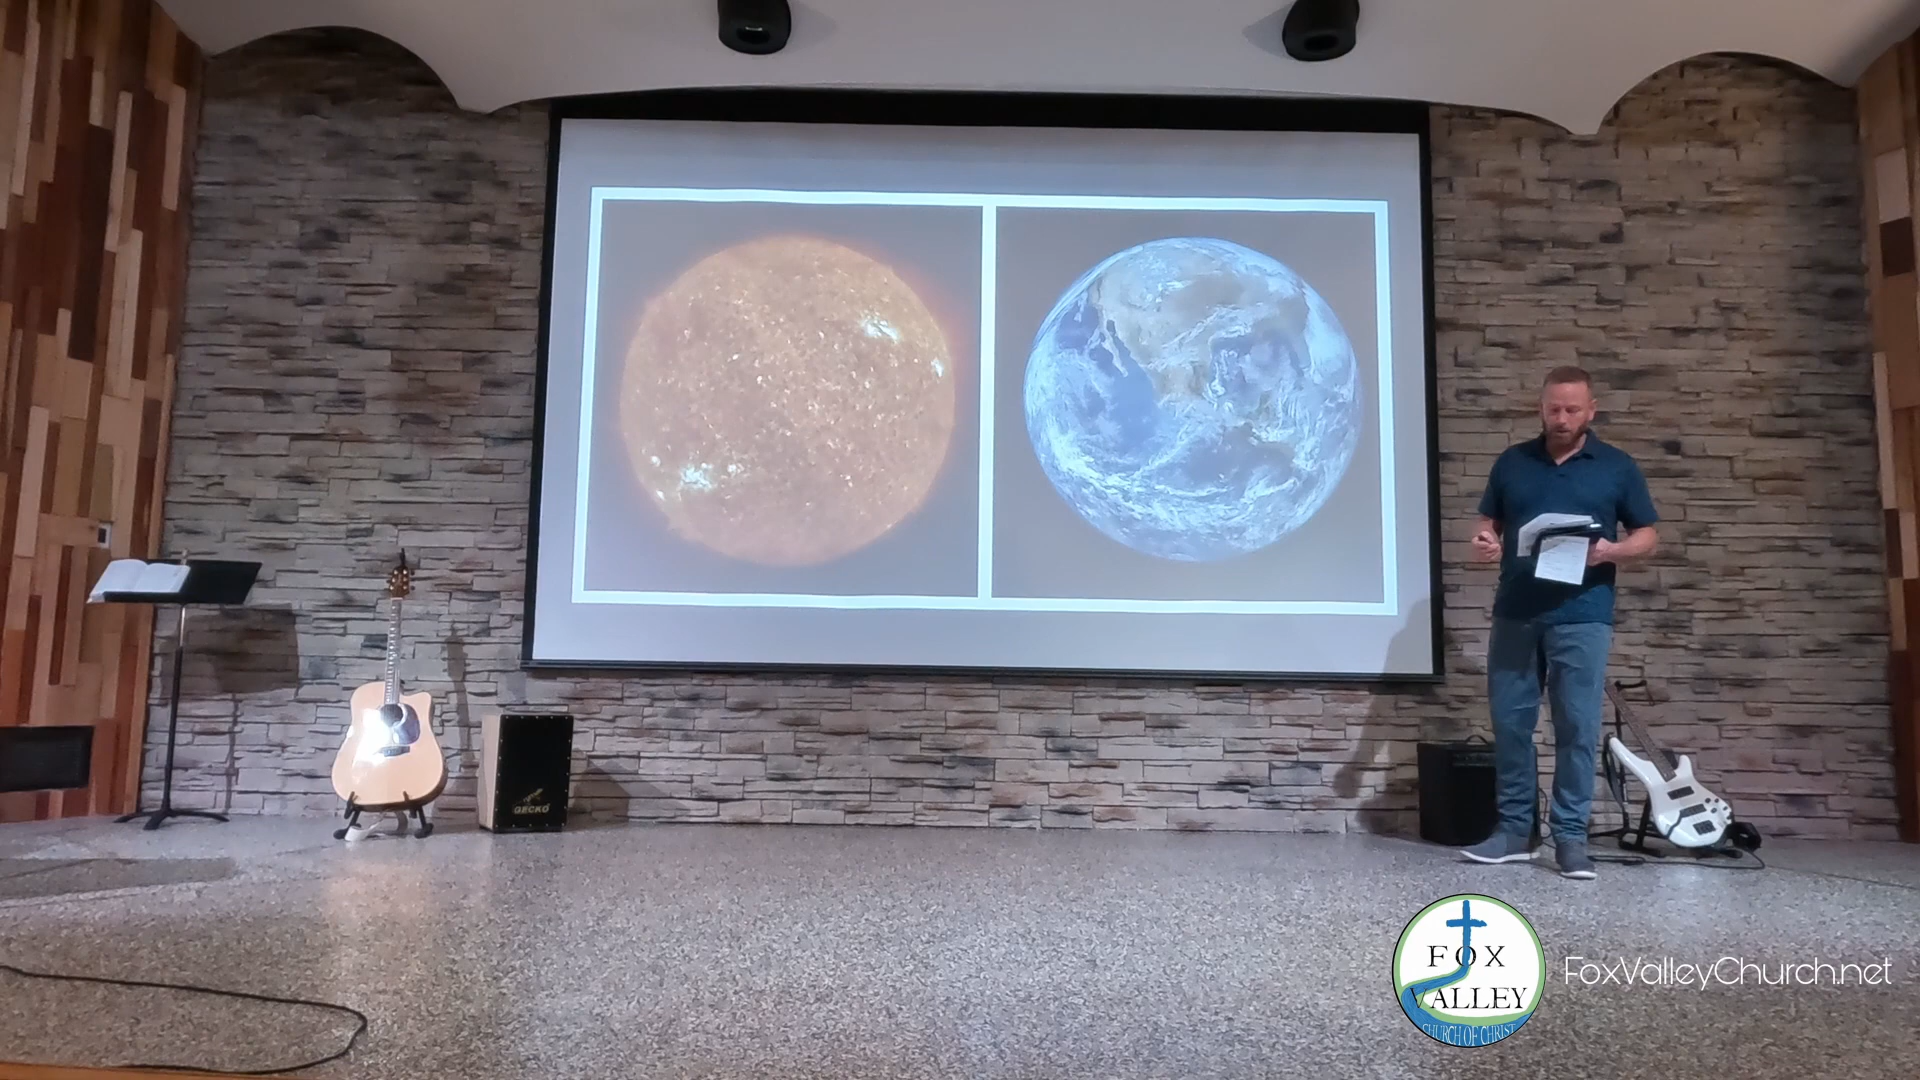 GECKO
FOX
VALLEY
CHURCH OF CHRIST
FoxValleyChurch.net